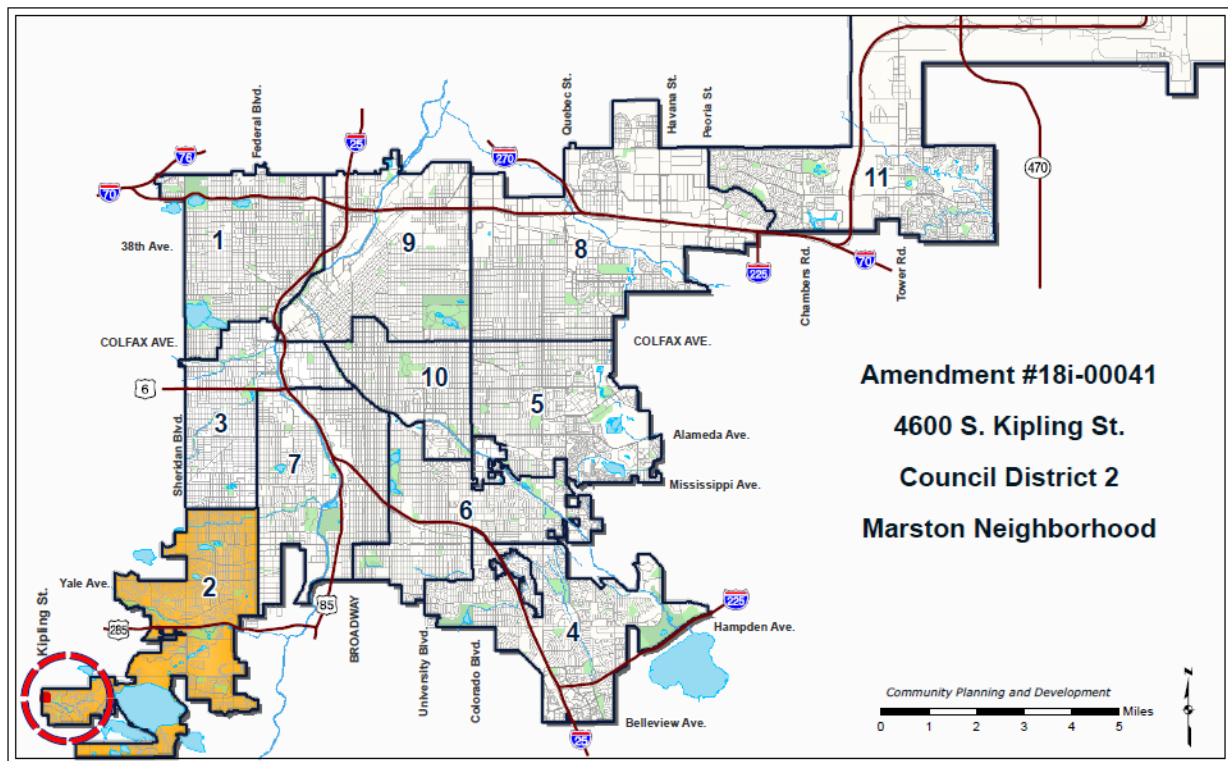 Federal Blvd.
Quebec St.
Havana St.
Peoria St.
76
25
270
70
470
11
38th Ave.
1
9
8
225
70
Chambers Rd.
Tower Rd.
COLFAX AVE.
COLFAX AVE.
6
10
5
3
Sheridan Blvd.
7
Alameda Ave.
Mississippi Ave.
6
Amendment #18i-00041
4600 S. Kipling St.
Council District 2
Marston Neighborhood
Yale Ave.
2
85
285
Kipling St.
BROADWAY
University Blvd.
Colorado Blvd.
4
225
Hampden Ave.
Belleview Ave.
25
Community Planning and Development
Miles
0 1 2 3 4 5
N